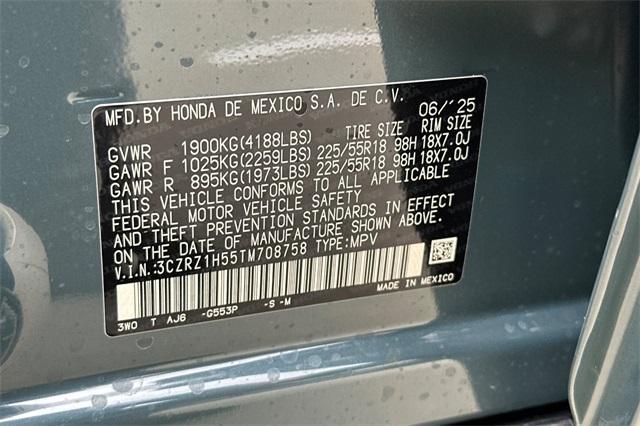 MFD.BY HONDA DE MEXICO S.A. DE C.V. 06/'25
GVWR 1900KG(4188LBS) TIRE SIZE RIM SIZE
GAWR F 1025KG(2259LBS) 225/55R18 98H 18X7.0J
GAWR R 895KG(1973LBS) 225/55R18 98H 18X7.0J
THIS VEHICLE CONFORMS TO ALL APPLICABLE
FEDERAL MOTOR VEHICLE SAFETY
AND THEFT PREVENTION STANDARDS IN EFFECT
ON THE DATE OF MANUFACTURE SHOWN ABOVE.
V.I.N.:3CZRZ1H55TM708758 TYPE:MPV
MADE IN MEXICO
3WO T AJ6 -G553P -S -M